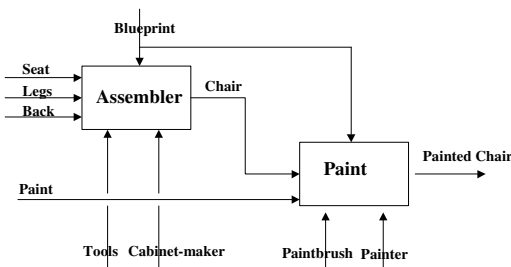 Blueprint
Seat
Legs
Back
Assembler
Chair
Paint
Painted Chair
Paint
Tools
Cabinet-maker
Paintbrush
Painter